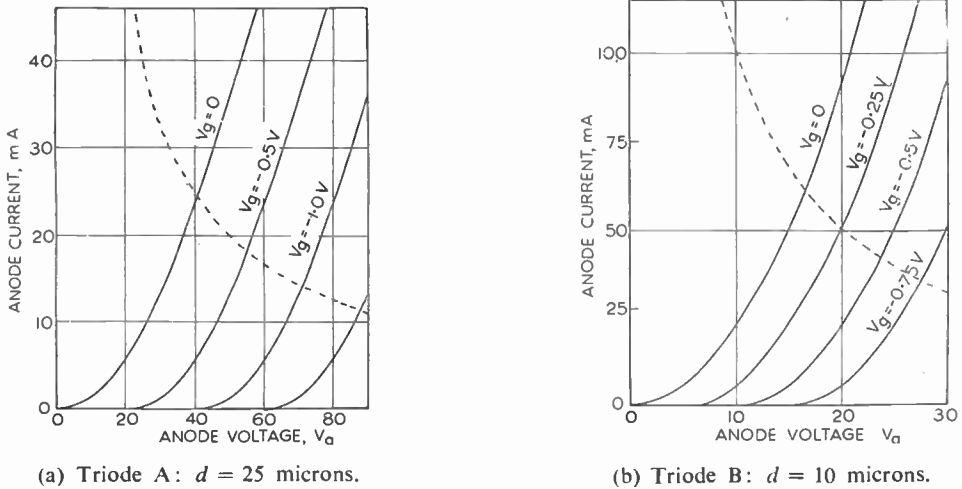 ANODE CURRENT, mA
40
30
20
10
0
0
20
40
60
80
ANODE VOLTAGE, Va
Vg=0
Vg=-0.5V
Vg=-1.0V
(a) Triode A: d = 25 microns.
ANODE CURRENT, mA
100
75
50
25
0
0
10
20
30
ANODE VOLTAGE Va
Vg=0
Vg=-0.25V
Vg=-0.5V
Vg=-0.75V
(b) Triode B: d = 10 microns.